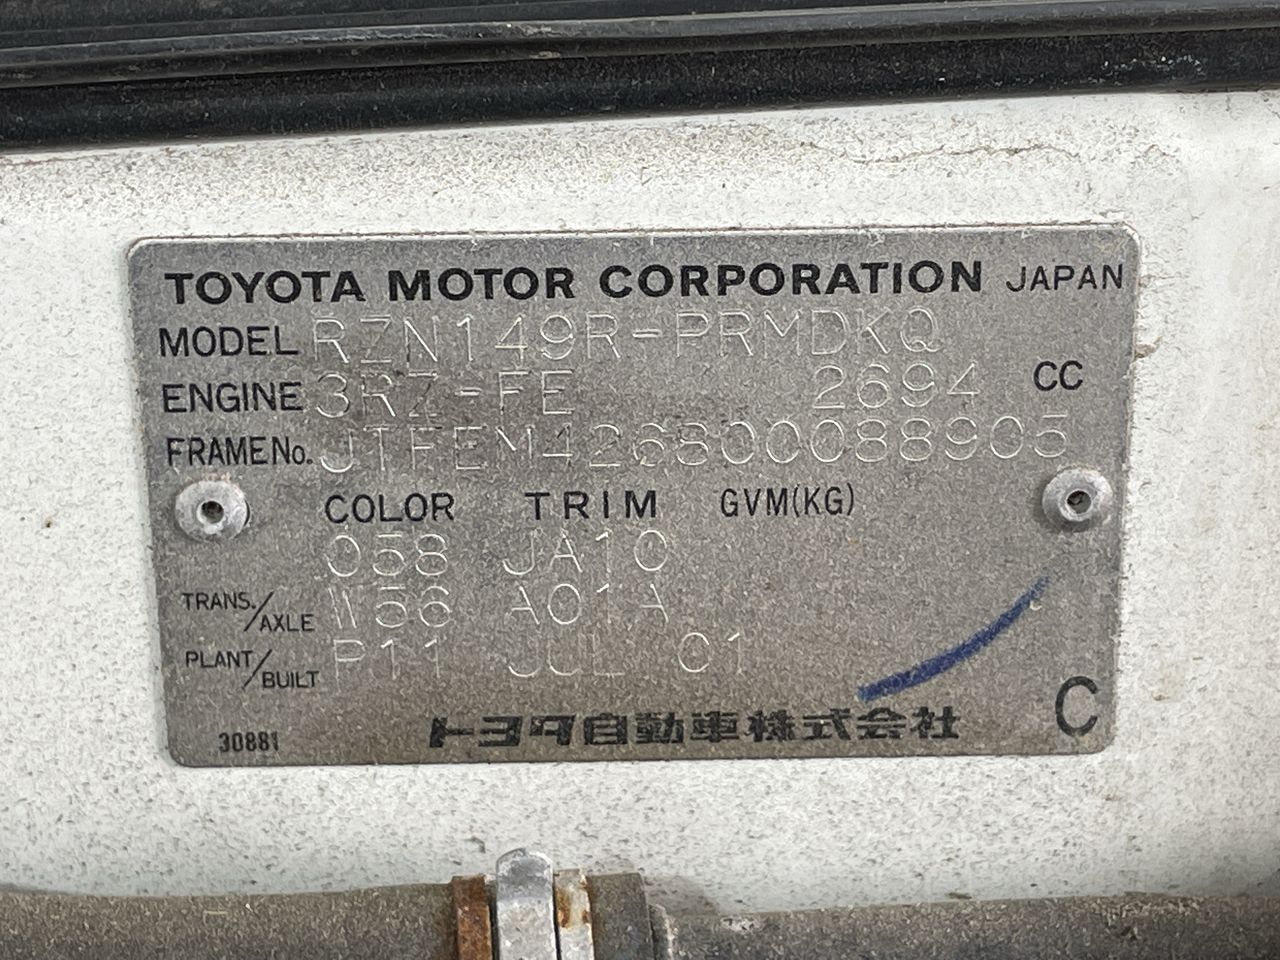 TOYOTA MOTOR CORPORATION JAPAN
MODEL RZN149R-PRMDKQ
ENGINE 3RZ-FE 2694 CC
FRAME No. JTFEM426800088905
COLOR TRIM GVM(KG)
058 JA10
TRANS./AXLE W56 A01A
PLANT/BUILT P11 JUL 01
C
30881 トヨタ自動車株式会社